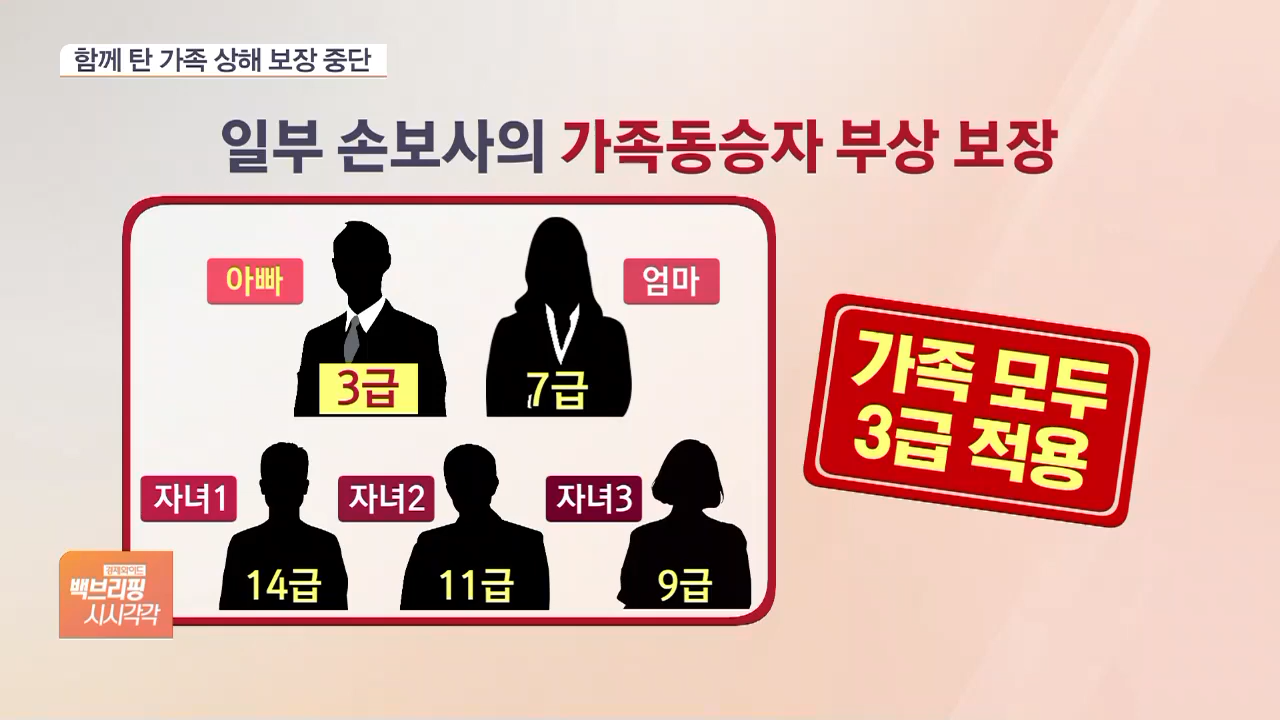 함께 탄 가족 상해 보장 중단
일부 손보사의 가족동승자 부상 보장
아빠
엄마
3급
7급
가족 모두
3급 적용
자녀1
자녀2
자녀3
14급
11급
9급
경제와이드
백브리핑
시시각각